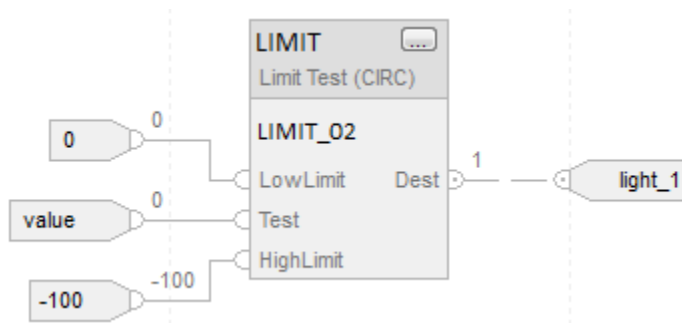 LIMIT
...
Limit Test (CIRC)
LIMIT_02
0
0
LowLimit
Dest
1
light_1
value
0
Test
-100
-100
HighLimit